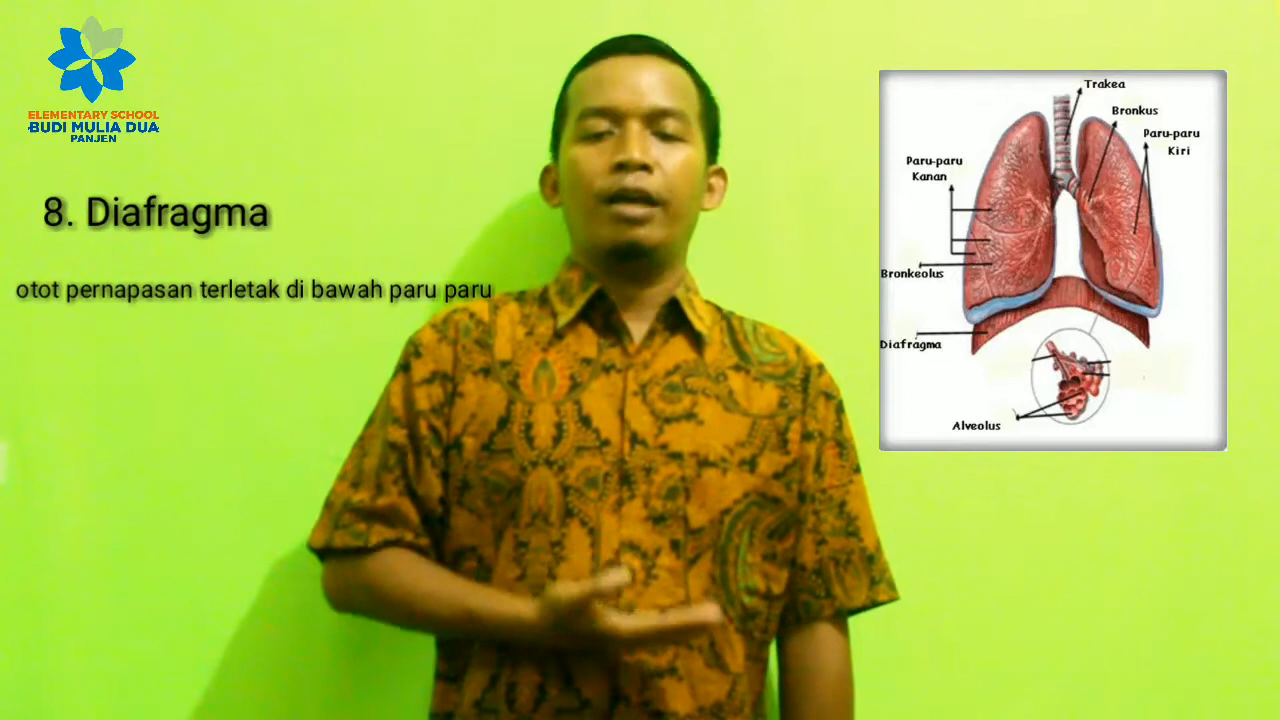 ELEMENTARY SCHOOL
BUDI MULIA DUA
PANJEN
8. Diafragma
otot pernapasan terletak di bawah paru paru
Trakea
Bronkus
Paru-paru
Kiri
Paru-paru
Kanan
Bronkeolus
Diafragma
Alveolus